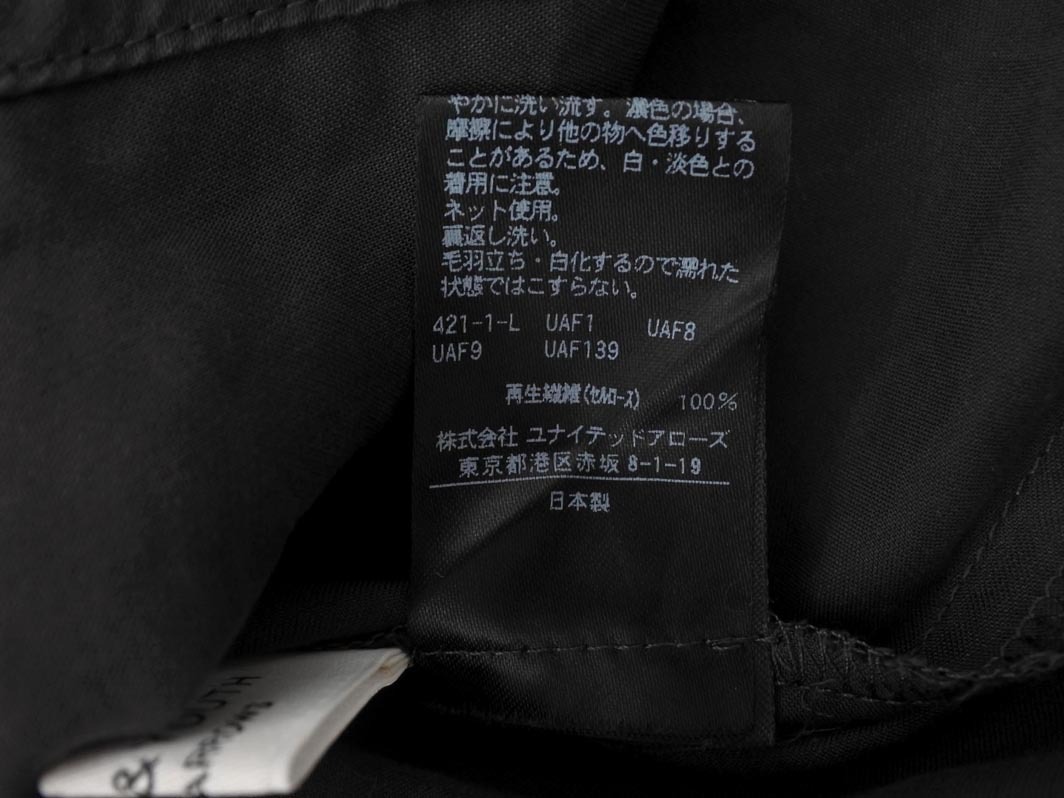 やかに洗い流す。濃色の場合、
摩擦により他の物へ色移りする
ことがあるため、白・淡色との
着用に注意。
ネット使用。
裏返し洗い。
毛羽立ち・白化するので濡れた
状態ではこすらない。
421-1-L UAF1 UAF8
UAF9 UAF139
再生繊維(セルロース) 100%
株式会社 ユナイテッドアローズ
東京都港区赤坂 8-1-19
日本製
&